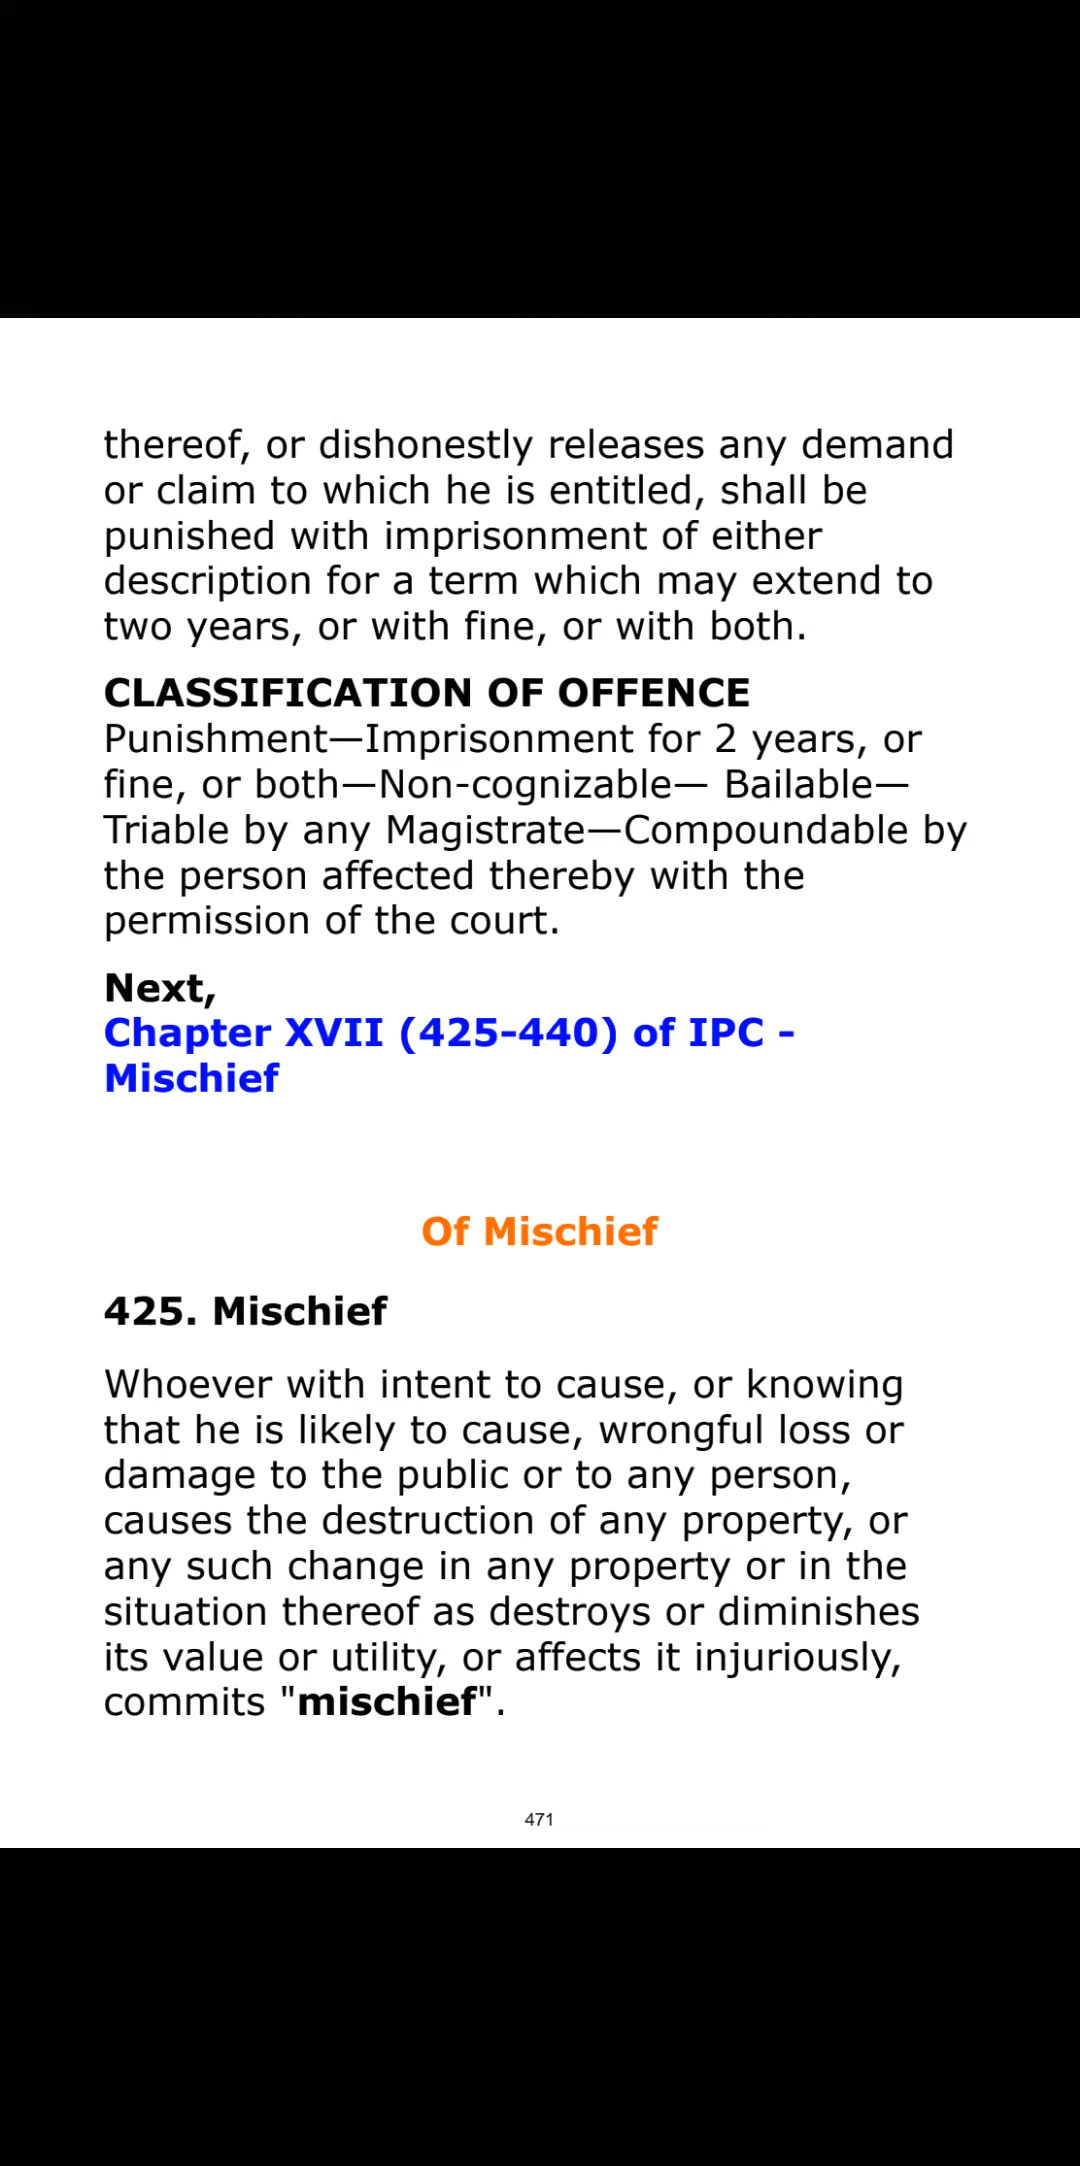 thereof, or dishonestly releases any demand
or claim to which he is entitled, shall be
punished with imprisonment of either
description for a term which may extend to
two years, or with fine, or with both.
CLASSIFICATION OF OFFENCE
Punishment—Imprisonment for 2 years, or
fine, or both—Non-cognizable— Bailable—
Triable by any Magistrate—Compoundable by
the person affected thereby with the
permission of the court.
Next,
Chapter XVII (425-440) of IPC -
Mischief
Of Mischief
425. Mischief
Whoever with intent to cause, or knowing
that he is likely to cause, wrongful loss or
damage to the public or to any person,
causes the destruction of any property, or
any such change in any property or in the
situation thereof as destroys or diminishes
its value or utility, or affects it injuriously,
commits "mischief".
471